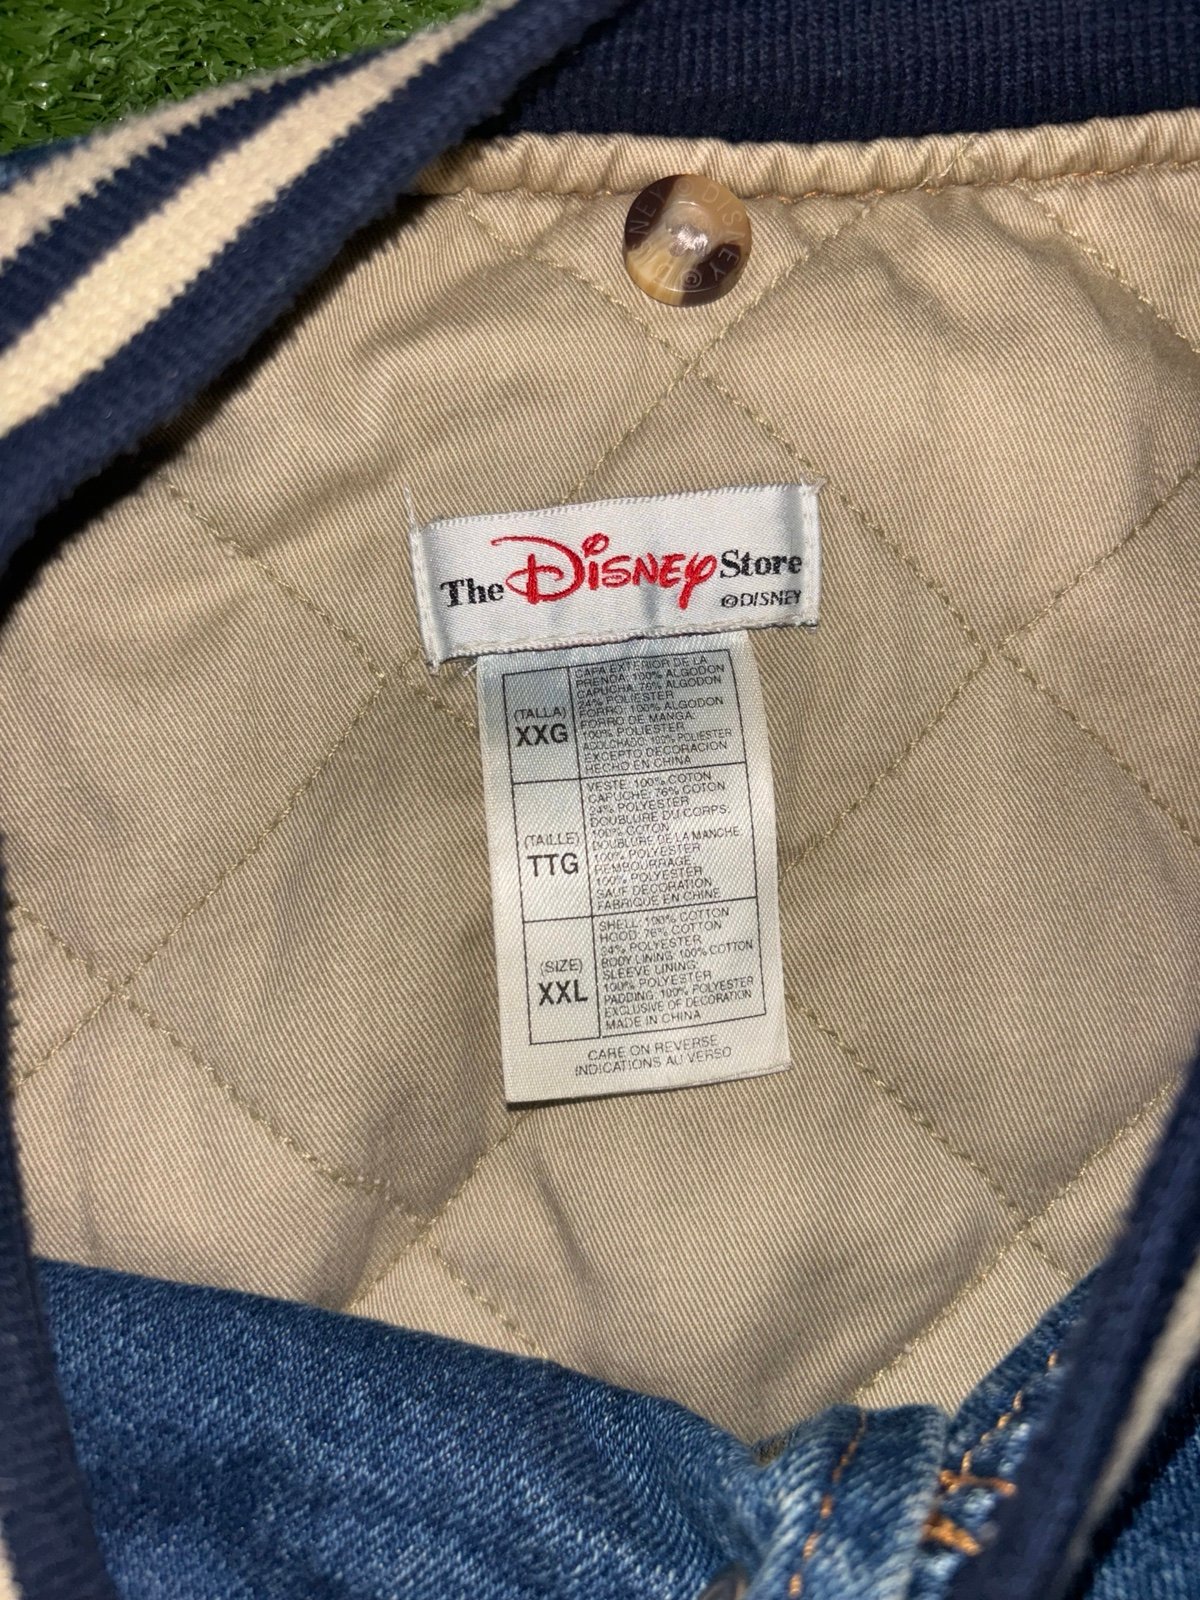 DISNEY © DISNEY ©
The Disney Store
© DISNEY
(TALLA)
XXG
CAPA EXTERIOR DE LA
PRENDA: 100% ALGODON
CAPUCHA: 76% ALGODON
24% POLIESTER
FORRO: 100% ALGODON
FORRO DE MANGA:
100% POLIESTER
ACOLCHADO: 100% POLIESTER
EXCEPTO DECORACION
HECHO EN CHINA
(TAILLE)
TTG
VESTE: 100% COTON
CAPUCHE: 76% COTON
24% POLYESTER
DOUBLURE DU CORPS:
100% COTON
DOUBLURE DE LA MANCHE:
100% POLYESTER
REMBOURRAGE:
100% POLYESTER
SAUF DECORATION
FABRIQUE EN CHINE
(SIZE)
XXL
SHELL: 100% COTTON
HOOD: 76% COTTON
24% POLYESTER
BODY LINING: 100% COTTON
SLEEVE LINING:
100% POLYESTER
PADDING: 100% POLYESTER
EXCLUSIVE OF DECORATION
MADE IN CHINA
CARE ON REVERSE
INDICATIONS AU VERSO